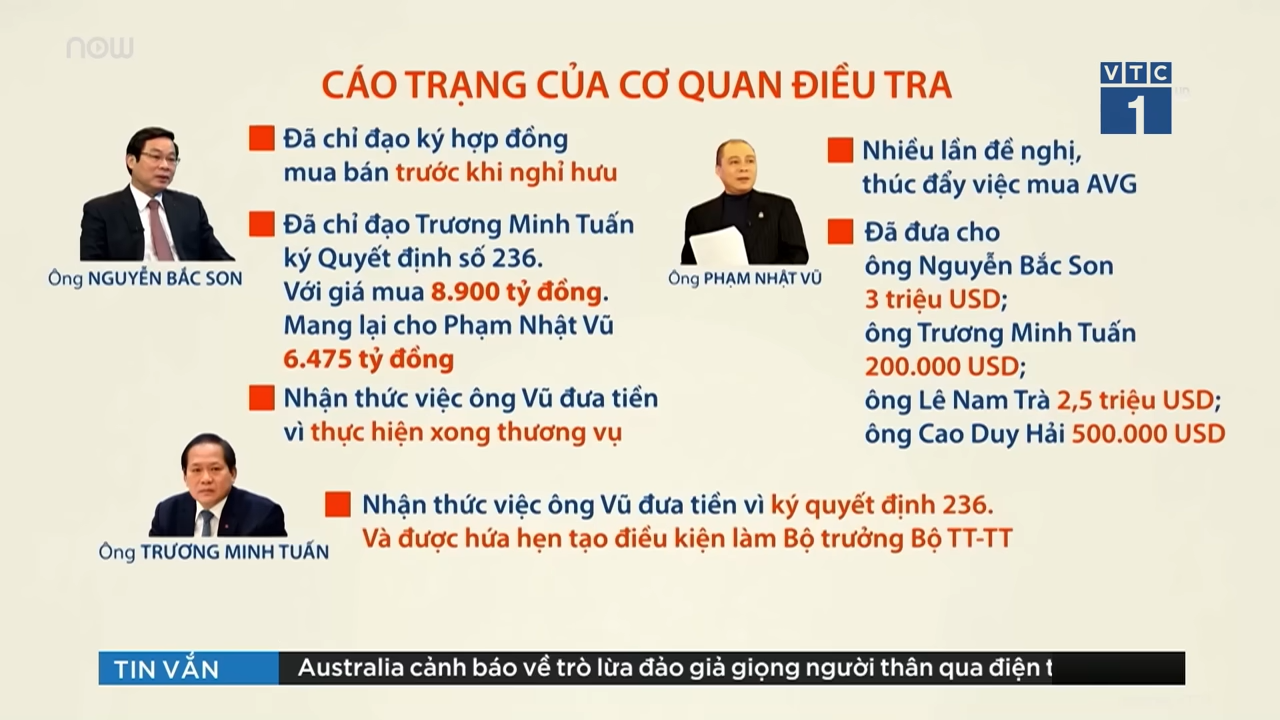 now
VTC
1
CÁO TRẠNG CỦA CƠ QUAN ĐIỀU TRA
Đã chỉ đạo ký hợp đồng
mua bán trước khi nghỉ hưu
Đã chỉ đạo Trương Minh Tuấn
ký Quyết định số 236.
Với giá mua 8.900 tỷ đồng.
Mang lại cho Phạm Nhật Vũ
6.475 tỷ đồng
Nhận thức việc ông Vũ đưa tiền
vì thực hiện xong thương vụ
Ông NGUYỄN BẮC SON
Nhiều lần đề nghị,
thúc đẩy việc mua AVG
Đã đưa cho
ông Nguyễn Bắc Son
3 triệu USD;
ông Trương Minh Tuấn
200.000 USD;
ông Lê Nam Trà 2,5 triệu USD;
ông Cao Duy Hải 500.000 USD
Ông PHẠM NHẬT VŨ
Nhận thức việc ông Vũ đưa tiền vì ký quyết định 236.
Và được hứa hẹn tạo điều kiện làm Bộ trưởng Bộ TT-TT
Ông TRƯƠNG MINH TUẤN
TIN VẮN
Australia cảnh báo về trò lừa đảo giả giọng người thân qua điện